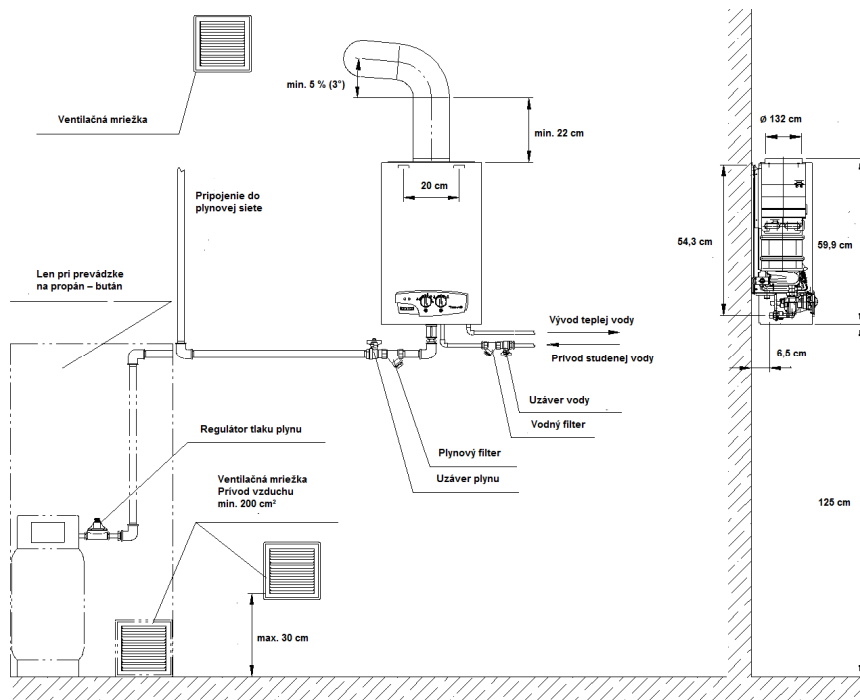 min. 5 % (3°)
Ventilačná mriežka
min. 22 cm
Ø 132 cm
20 cm
Pripojenie do
plynovej siete
54,3 cm
59,9 cm
Len pri prevádzke
na propán – bután
Vývod teplej vody
Prívod studenej vody
6,5 cm
Uzáver vody
Vodný filter
Regulátor tlaku plynu
Plynový filter
Uzáver plynu
Ventilačná mriežka
Prívod vzduchu
min. 200 cm²
125 cm
max. 30 cm